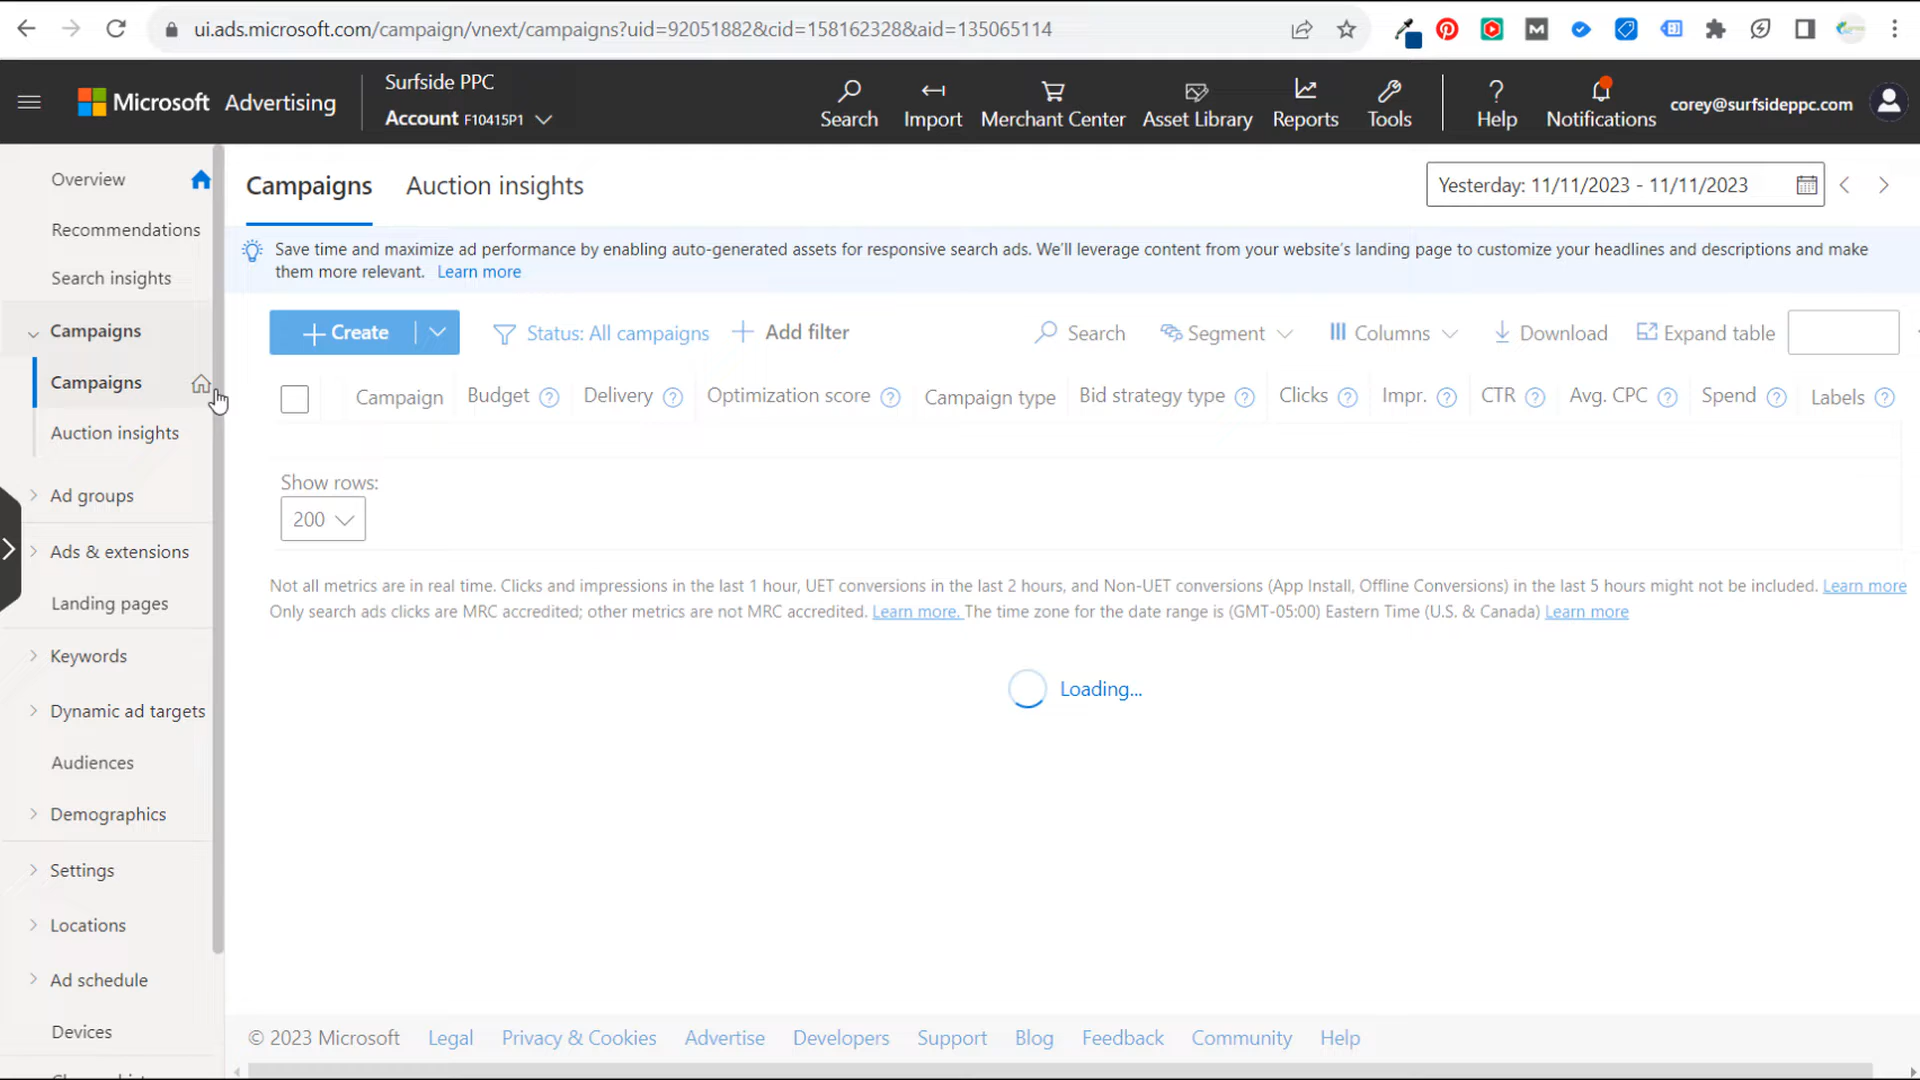 ui.ads.microsoft.com/campaign/vnext/campaigns?uid=92051882&cid=158162328&aid=135065114
Microsoft Advertising
Surfside PPC
Account F10415P1
Search
Import
Merchant Center
Asset Library
Reports
Tools
Help
Notifications
corey@surfsideppc.com
Overview
Recommendations
Search insights
Campaigns
Campaigns
Auction insights
Ad groups
Ads & extensions
Landing pages
Keywords
Dynamic ad targets
Audiences
Demographics
Settings
Locations
Ad schedule
Devices
Campaigns
Auction insights
Yesterday: 11/11/2023 - 11/11/2023
Save time and maximize ad performance by enabling auto-generated assets for responsive search ads. We'll leverage content from your website's landing page to customize your headlines and descriptions and make
them more relevant. Learn more
Create
Status: All campaigns
Add filter
Search
Segment
Columns
Download
Expand table
Campaign
Budget
Delivery
Optimization score
Campaign type
Bid strategy type
Clicks
Impr.
CTR
Avg. CPC
Spend
Labels
Show rows:
200
Not all metrics are in real time. Clicks and impressions in the last 1 hour, UET conversions in the last 2 hours, and Non-UET conversions (App Install, Offline Conversions) in the last 5 hours might not be included. Learn more
Only search ads clicks are MRC accredited; other metrics are not MRC accredited. Learn more. The time zone for the date range is (GMT-05:00) Eastern Time (U.S. & Canada) Learn more
Loading...
© 2023 Microsoft
Legal
Privacy & Cookies
Advertise
Developers
Support
Blog
Feedback
Community
Help